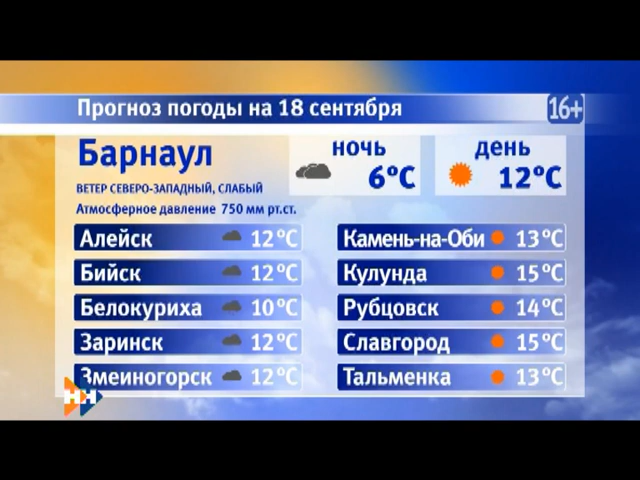 Прогноз погоды на 18 сентября
16+
Барнаул
ночь
6°C
день
12°C
ВЕТЕР СЕВЕРО-ЗАПАДНЫЙ, СЛАБЫЙ
Атмосферное давление 750 мм рт.ст.
Алейск 12°C
Бийск 12°C
Белокуриха 10°C
Заринск 12°C
Змеиногорск 12°C
Камень-на-Оби 13°C
Кулунда 15°C
Рубцовск 14°C
Славгород 15°C
Тальменка 13°C
НН